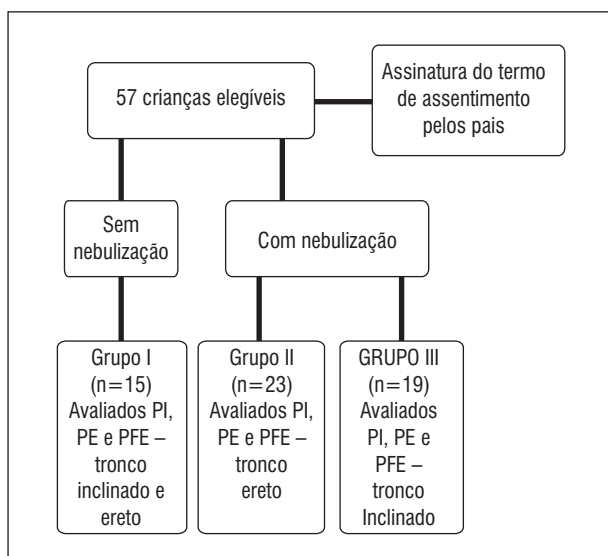 57 crianças elegíveis
Assinatura do termo
de assentimento
pelos pais
Sem
nebulização
Com nebulização
Grupo I
(n=15)
Avaliados PI,
PE e PFE –
tronco
inclinado e
ereto
Grupo II
(n=23)
Avaliados PI,
PE e PFE –
tronco
ereto
GRUPO III
(n=19)
Avaliados
PI, PE e
PFE –
tronco
Inclinado